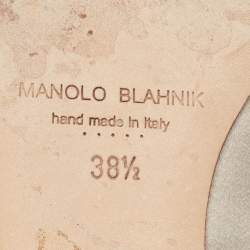 MANOLO BLAHNIK
hand made in Italy
• • • • •
38½